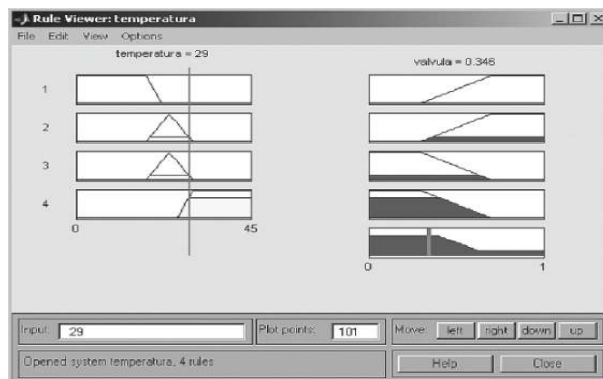 Rule Viewer: temperatura
File Edit View Options
temperatura = 29
valvula = 0.346
1
2
3
4
0 45
0 1
Input: 29
Plot points: 101
Move: left right down up
Opened system temperatura, 4 rules
Help Close